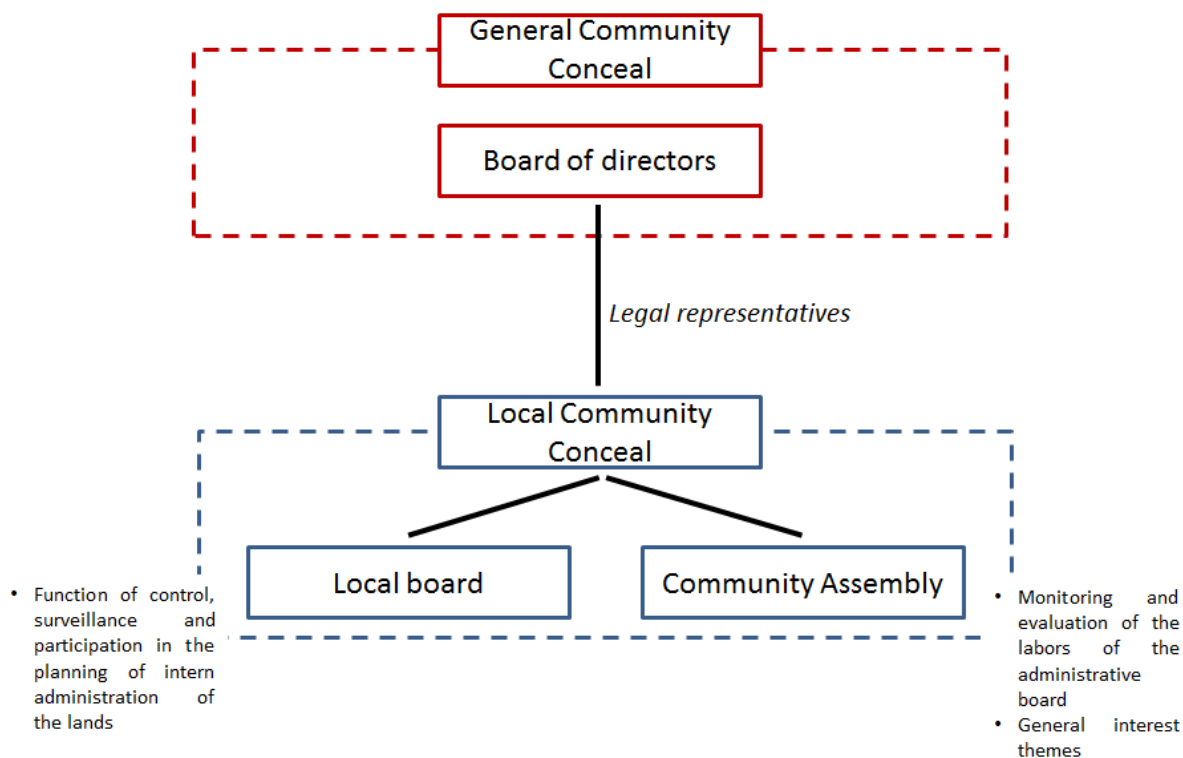 General Community
Conceal
Board of directors
Legal representatives
Local Community
Conceal
Local board
Community Assembly
• Function of control,
surveillance and
participation in the
planning of intern
administration of
the lands
• Monitoring and
evaluation of the
labors of the
administrative
board
• General interest
themes